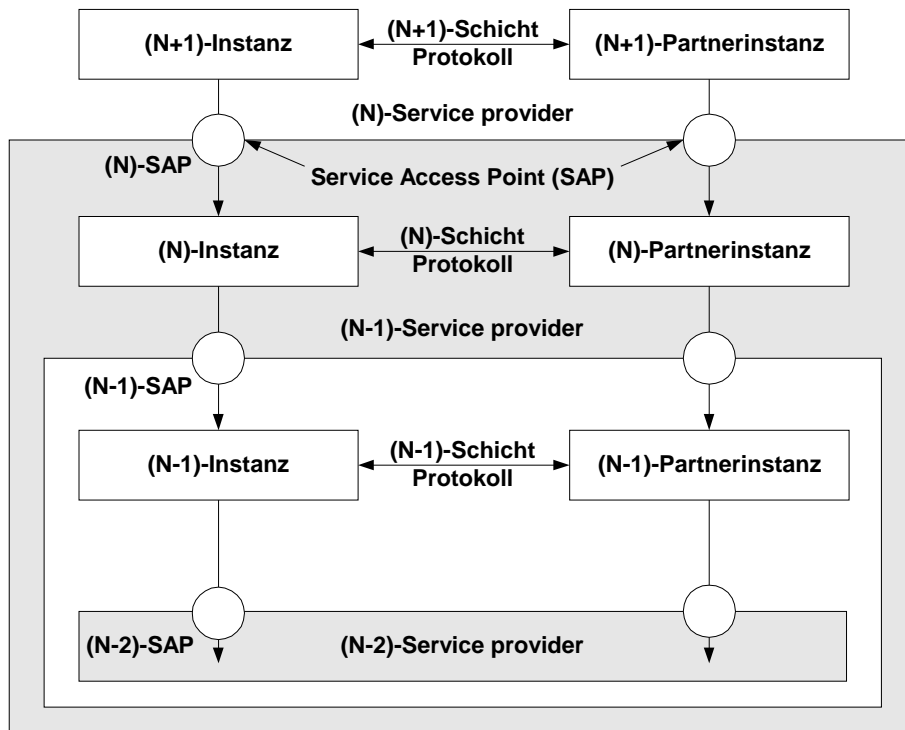 (N+1)-Instanz
(N+1)-Schicht
Protokoll
(N+1)-Partnerinstanz
(N)-Service provider
(N)-SAP
Service Access Point (SAP)
(N)-Instanz
(N)-Schicht
Protokoll
(N)-Partnerinstanz
(N-1)-Service provider
(N-1)-SAP
(N-1)-Instanz
(N-1)-Schicht
Protokoll
(N-1)-Partnerinstanz
(N-2)-SAP
(N-2)-Service provider